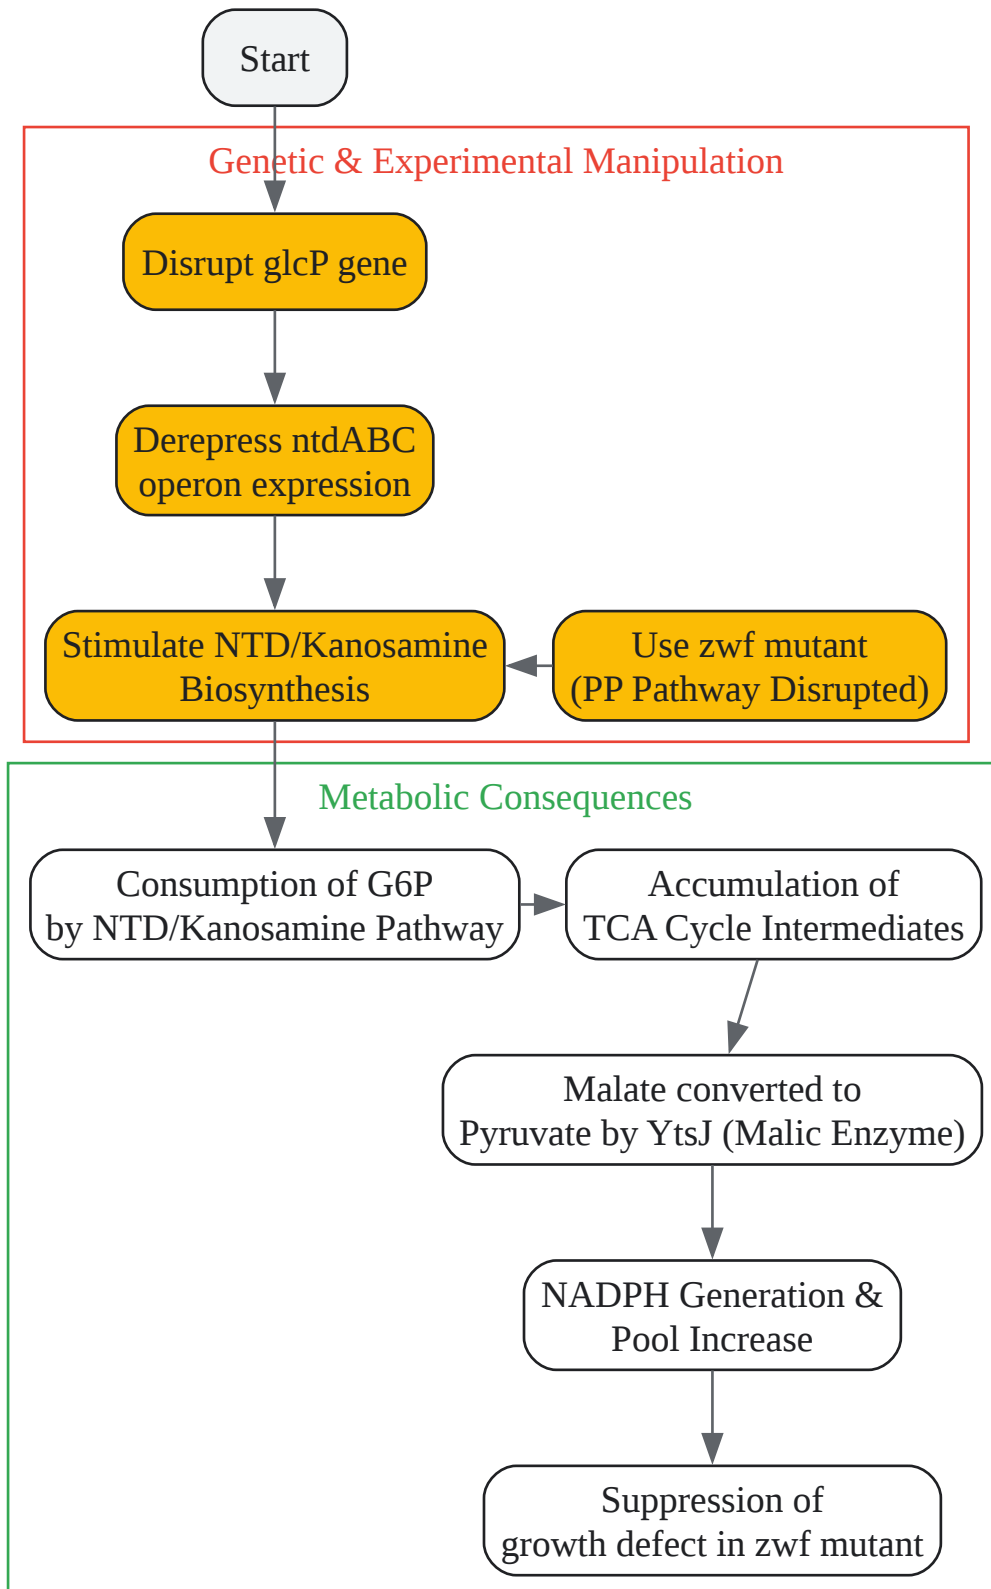 Start
Genetic & Experimental Manipulation
Disrupt glcP gene
Derepress ntdABC
operon expression
Stimulate NTD/Kanosamine
Biosynthesis
Use zwf mutant
(PP Pathway Disrupted)
Metabolic Consequences
Consumption of G6P
by NTD/Kanosamine Pathway
Accumulation of
TCA Cycle Intermediates
Malate converted to
Pyruvate by YtsJ (Malic Enzyme)
NADPH Generation &
Pool Increase
Suppression of
growth defect in zwf mutant